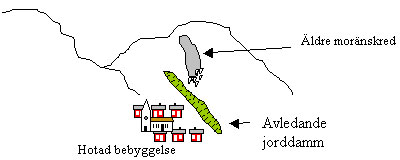 Äldre moränskred
Avledande
jorddamm
Hotad bebyggelse